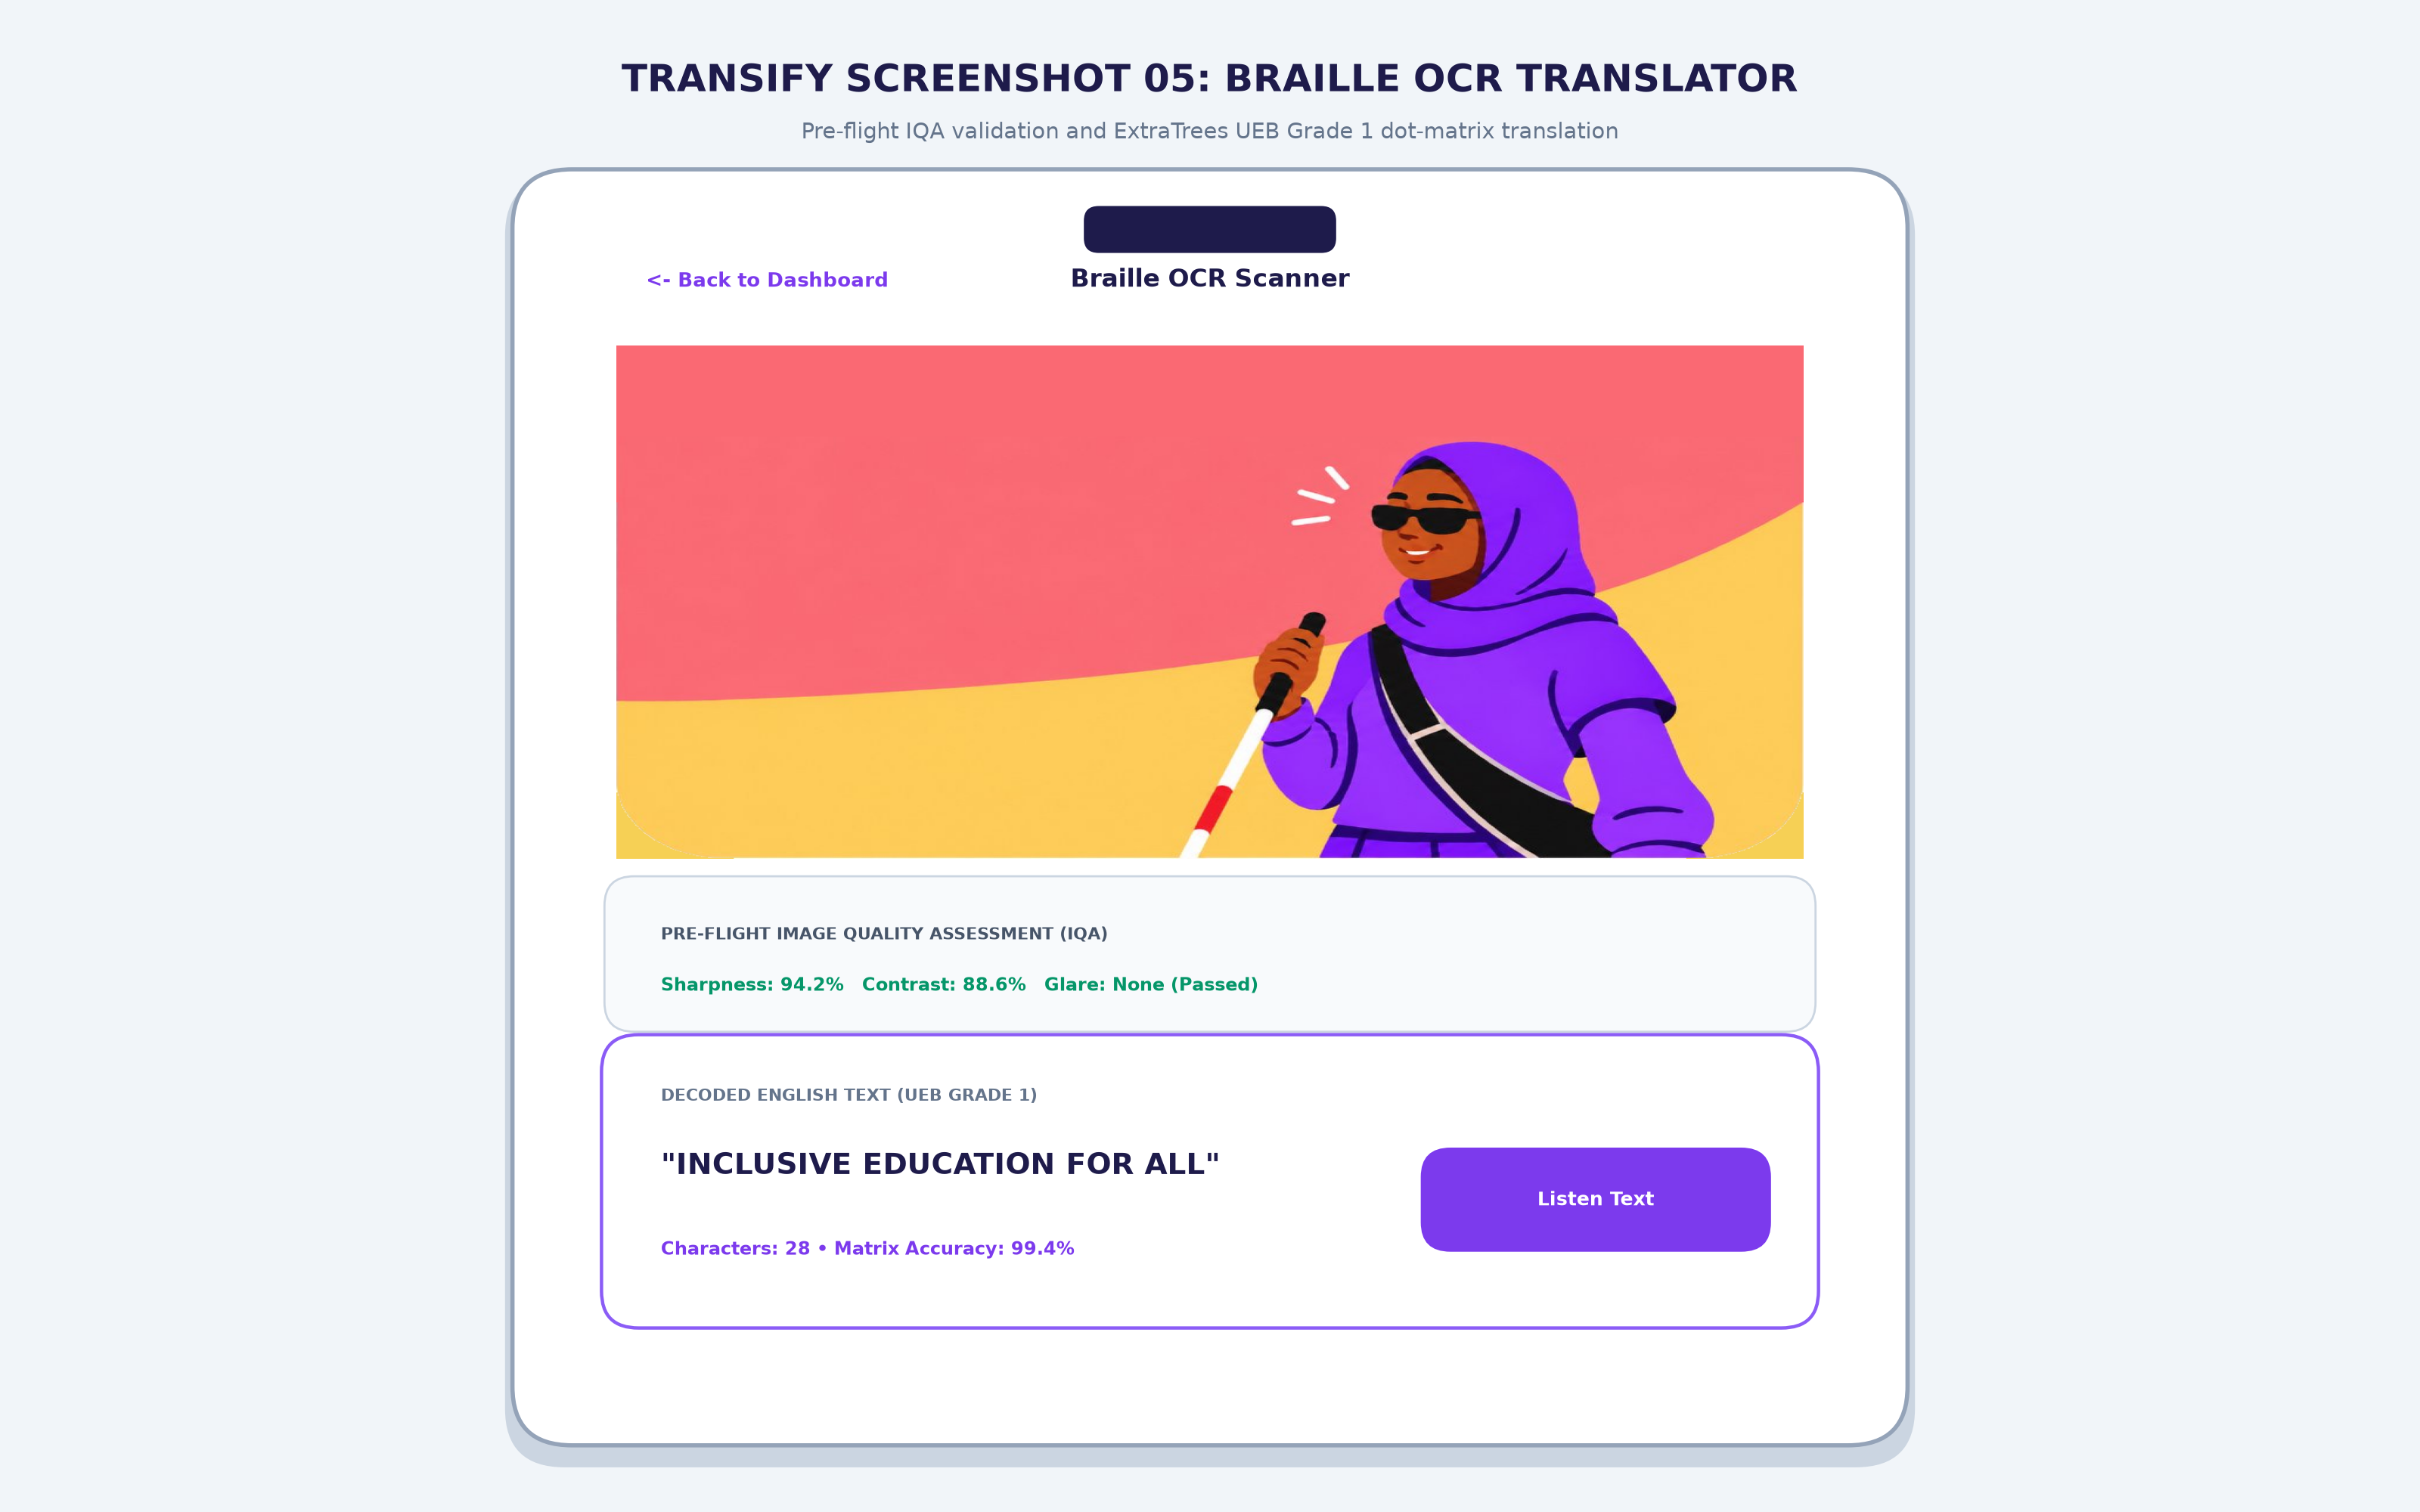 TRANSIFY SCREENSHOT 05: BRAILLE OCR TRANSLATOR
Pre-flight IQA validation and ExtraTrees UEB Grade 1 dot-matrix translation
<- Back to Dashboard
Braille OCR Scanner
PRE-FLIGHT IMAGE QUALITY ASSESSMENT (IQA)
Sharpness: 94.2%   Contrast: 88.6%   Glare: None (Passed)
DECODED ENGLISH TEXT (UEB GRADE 1)
"INCLUSIVE EDUCATION FOR ALL"
Listen Text
Characters: 28 • Matrix Accuracy: 99.4%